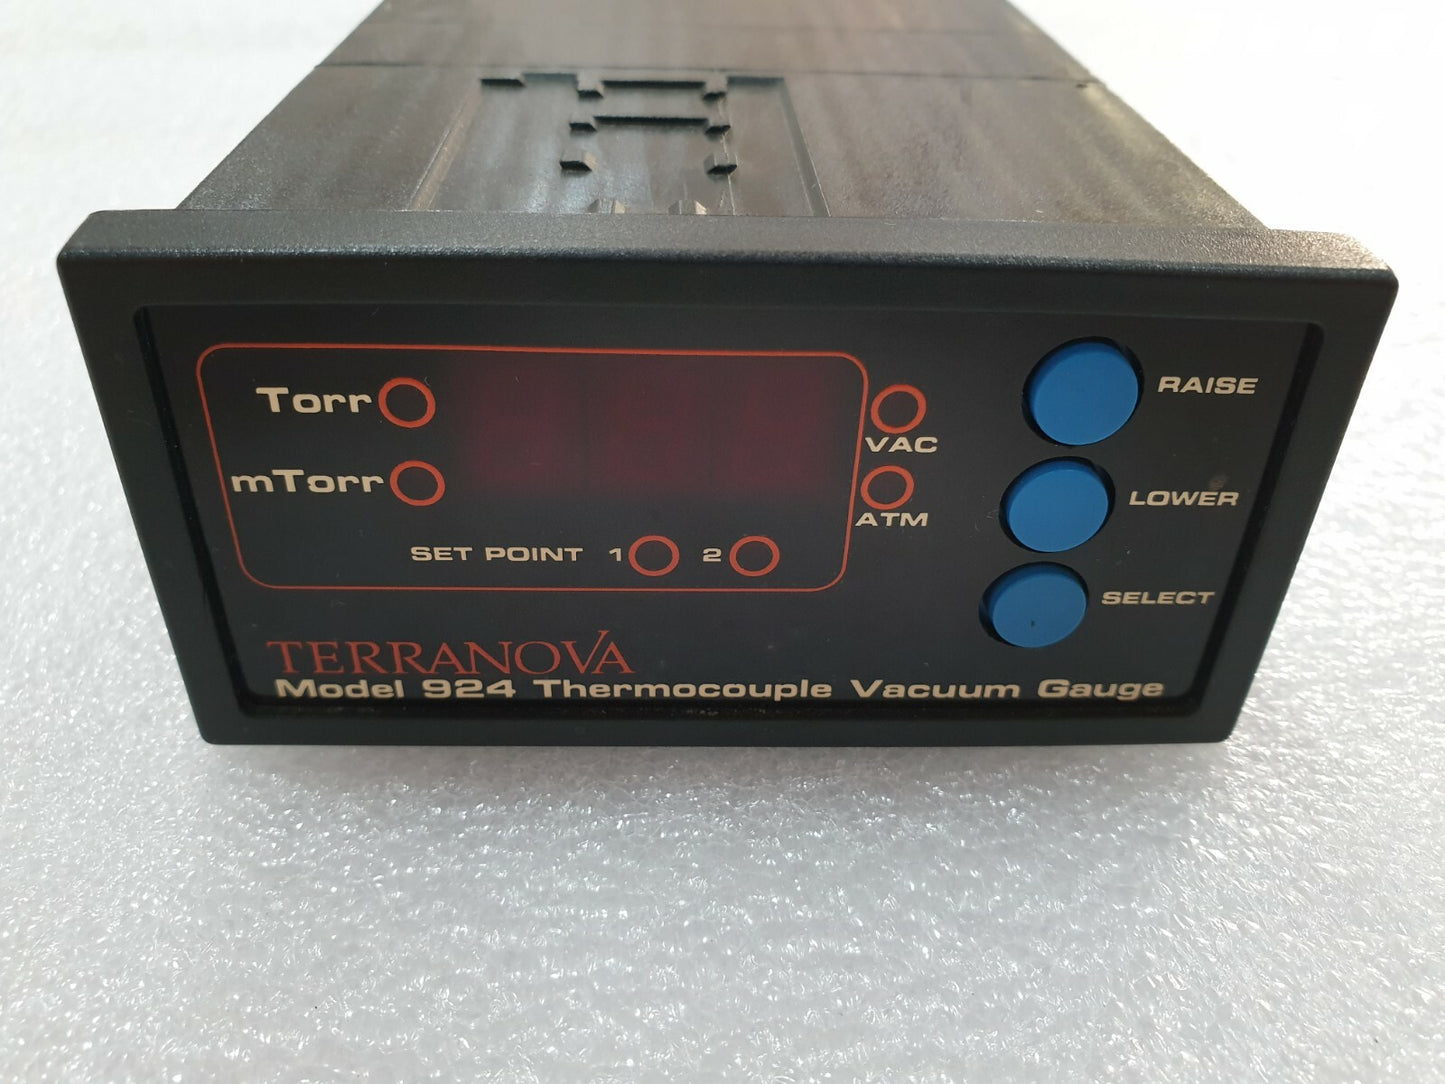 Torr
mTorr
VAC
ATM
SET POINT 1 2
RAISE
LOWER
SELECT
TERRANOVA
Model 924 Thermocouple Vacuum Gauge